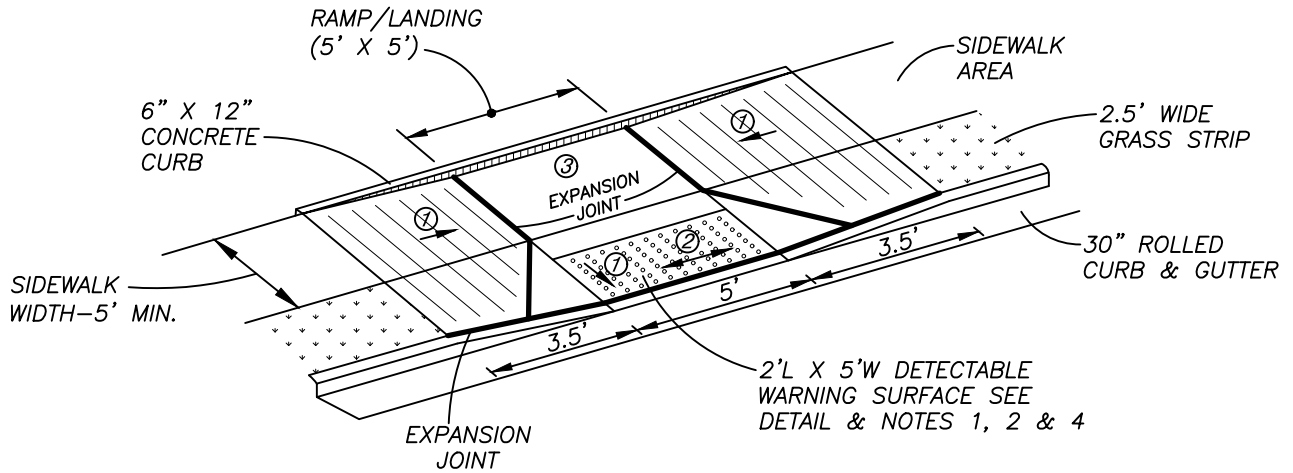 RAMP/LANDING
(5' X 5')
SIDEWALK
AREA
6" X 12"
CONCRETE
CURB
2.5' WIDE
GRASS STRIP
1
3
EXPANSION
JOINT
1
2
1
30" ROLLED
CURB & GUTTER
SIDEWALK
WIDTH-5' MIN.
3.5'
5'
3.5'
2'L X 5'W DETECTABLE
WARNING SURFACE SEE
DETAIL & NOTES 1, 2 & 4
EXPANSION
JOINT